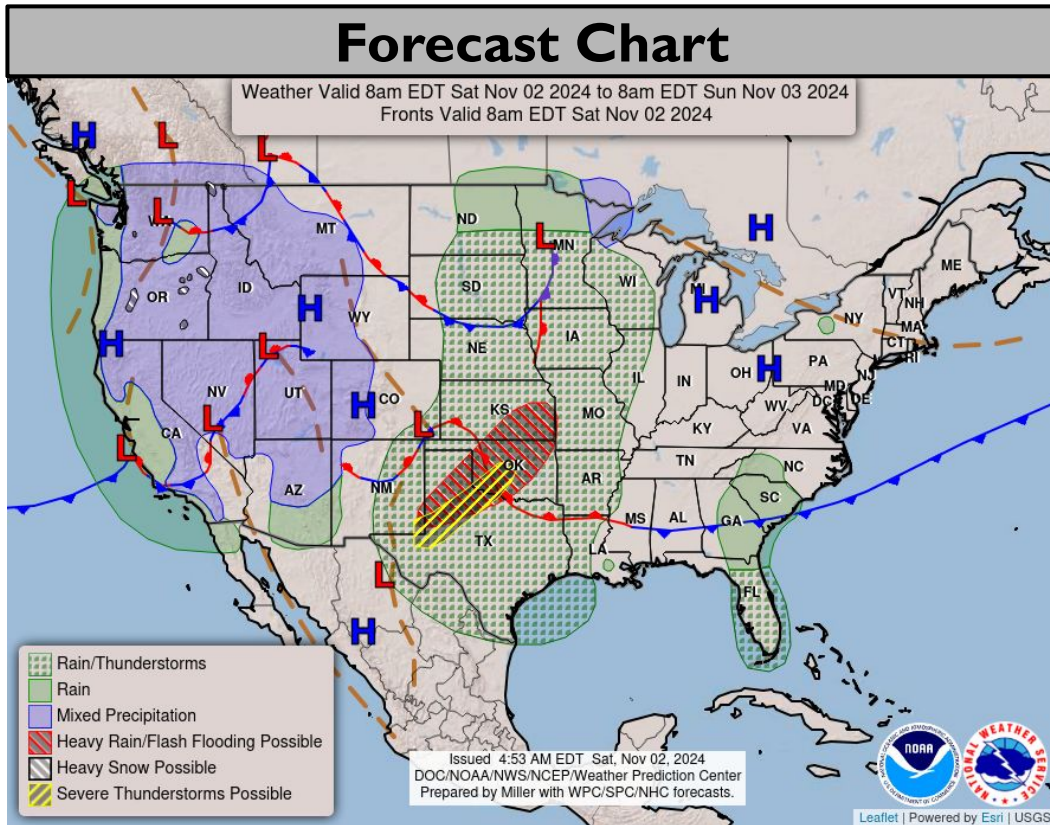 Forecast Chart
Weather Valid 8am EDT Sat Nov 02 2024 to 8am EDT Sun Nov 03 2024
Fronts Valid 8am EDT Sat Nov 02 2024
H
L
L
H
L
L
ND
L
MN
ME
MT
OR
ID
H
WY
SD
WI
MI
H
VT
NH
NY
MA
CT
RI
H
L
NV
UT
H
CO
NE
IA
IL
IN
OH
H
PA
NJ
MD
DE
DC
WV
VA
L
CA
L
L
KS
MO
KY
AZ
NM
OK
AR
TN
NC
SC
TX
MS
AL
GA
LA
L
FL
H
Rain/Thunderstorms
Rain
Mixed Precipitation
Heavy Rain/Flash Flooding Possible
Heavy Snow Possible
Severe Thunderstorms Possible
Issued 4:53 AM EDT Sat, Nov 02, 2024
DOC/NOAA/NWS/NCEP/Weather Prediction Center
Prepared by Miller with WPC/SPC/NHC forecasts.
NOAA
NATIONAL WEATHER SERVICE
Leaflet | Powered by Esri | USGS